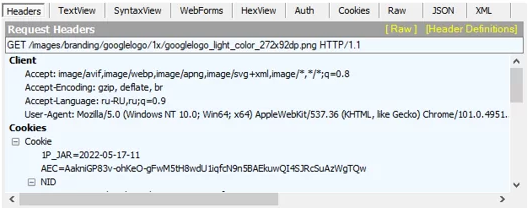 Headers TextView SyntaxView WebForms HexView Auth Cookies Raw JSON XML
Request Headers [ Raw ] [Header Definitions]
GET /images/branding/googlelogo/1x/googlelogo_light_color_272x92dp.png HTTP/1.1
Client
Accept: image/avif,image/webp,image/apng,image/svg+xml,image/*,*/*;q=0.8
Accept-Encoding: gzip, deflate, br
Accept-Language: ru-RU,ru;q=0.9
User-Agent: Mozilla/5.0 (Windows NT 10.0; Win64; x64) AppleWebKit/537.36 (KHTML, like Gecko) Chrome/101.0.4951.
Cookies
Cookie
1P_JAR=2022-05-17-11
AEC=AakniGP83v-ohKeO-gFwM5tH8wdU1iqfcN9n5BAEkuwQI4SJRcSuAzWgTQw
NID